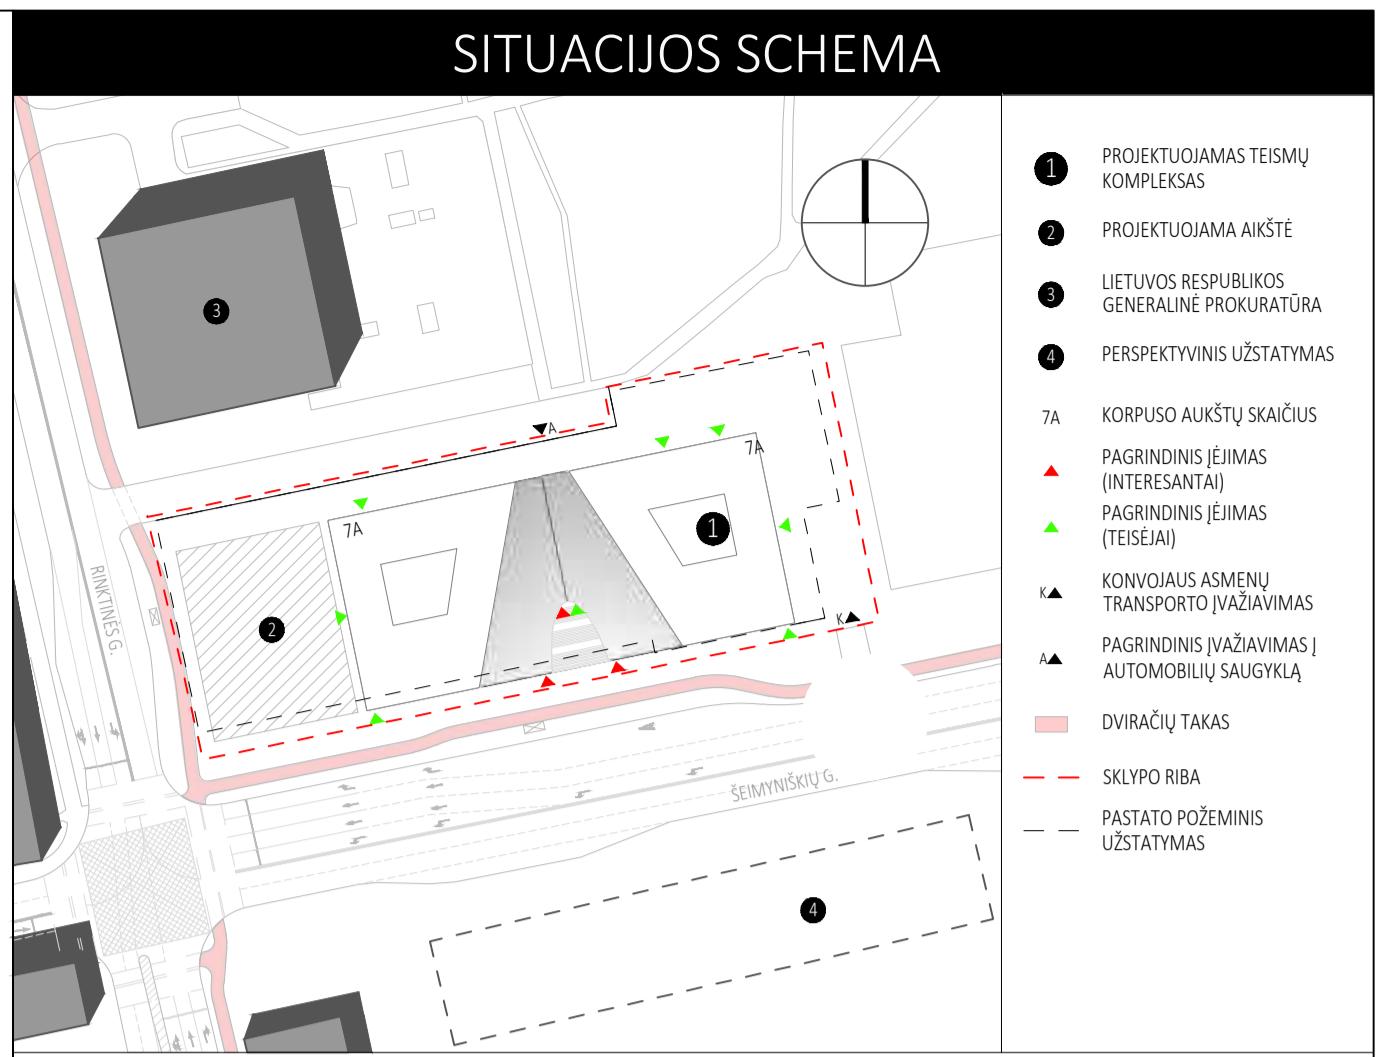 SITUACIJOS SCHEMA
3
A
7A
7A
1
2
K
RINKTINĖS G.
ŠEIMYNIŠKIŲ G.
4
1 PROJEKTUOJAMAS TEISMŲ
KOMPLEKSAS
2 PROJEKTUOJAMA AIKŠTĖ
3 LIETUVOS RESPUBLIKOS
GENERALINĖ PROKURATŪRA
4 PERSPEKTYVINIS UŽSTATYMAS
7A KORPUSO AUKŠTŲ SKAIČIUS
PAGRINDINIS ĮĖJIMAS
(INTERESANTAI)
PAGRINDINIS ĮĖJIMAS
(TEISĖJAI)
K KONVOJAUS ASMENŲ
TRANSPORTO ĮVAŽIAVIMAS
A PAGRINDINIS ĮVAŽIAVIMAS Į
AUTOMOBILIŲ SAUGYKLĄ
DVIRAČIŲ TAKAS
SKLYPO RIBA
PASTATO POŽEMINIS
UŽSTATYMAS